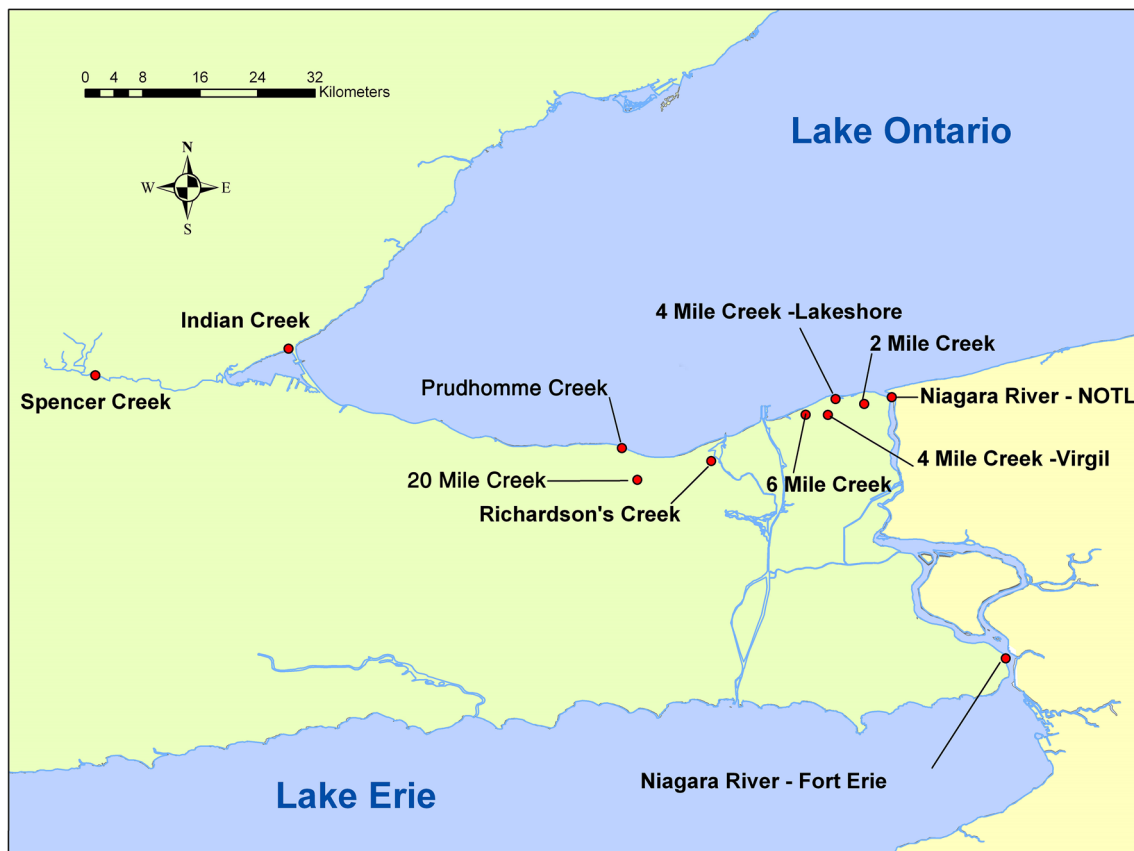 0 4 8 16 24 32
Kilometers
Lake Ontario
N
W E
S
Indian Creek
4 Mile Creek -Lakeshore
2 Mile Creek
Prudhomme Creek
Spencer Creek
Niagara River - NOTL
4 Mile Creek -Virgil
20 Mile Creek
6 Mile Creek
Richardson's Creek
Niagara River - Fort Erie
Lake Erie